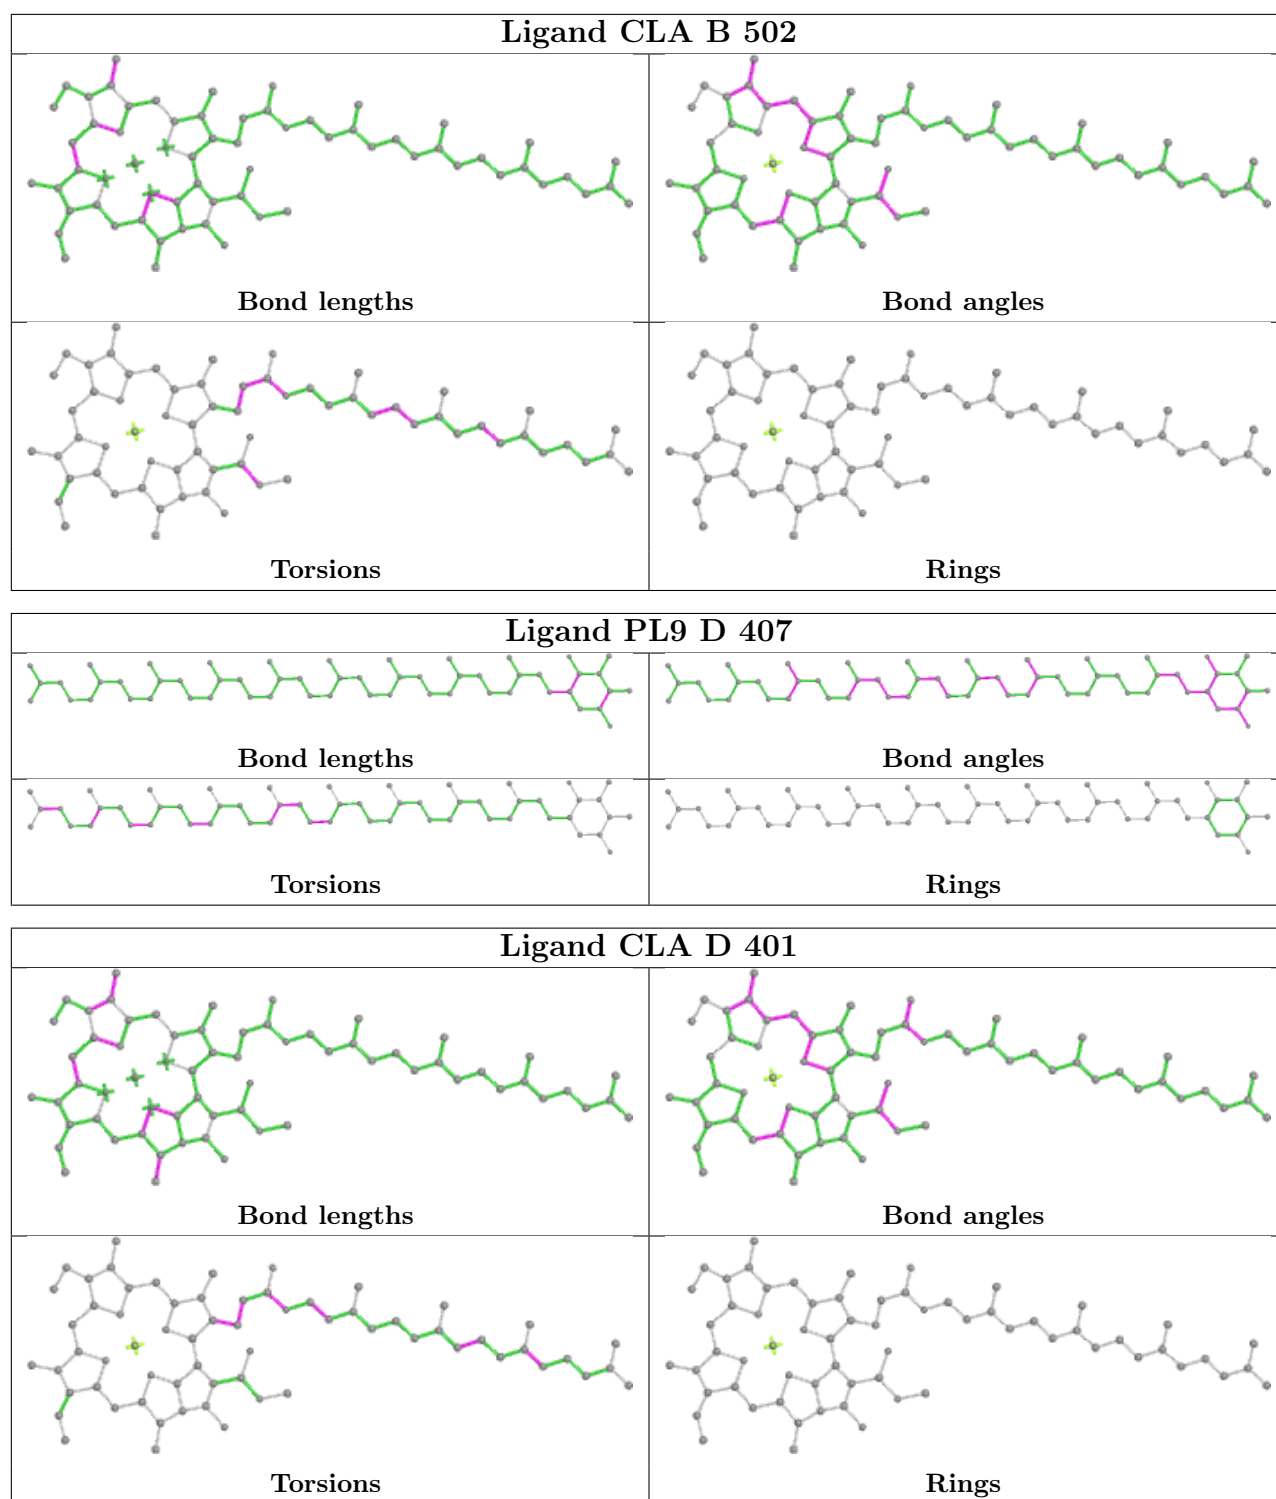 Ligand CLA B 502
Bond lengths
Bond angles
Torsions
Rings
Ligand PL9 D 407
Bond lengths
Bond angles
Torsions
Rings
Ligand CLA D 401
Bond lengths
Bond angles
Torsions
Rings